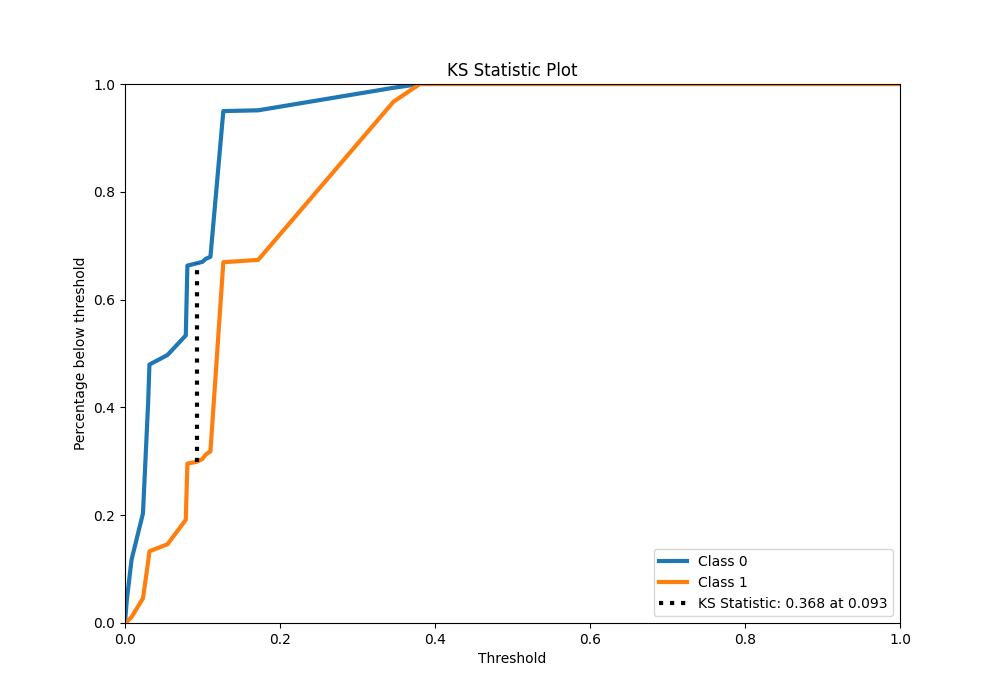 KS Statistic Plot
1.0
0.8
0.6
0.4
0.2
0.0
Percentage below threshold
0.0 0.2 0.4 0.6 0.8 1.0
Threshold
Class 0
Class 1
KS Statistic: 0.368 at 0.093